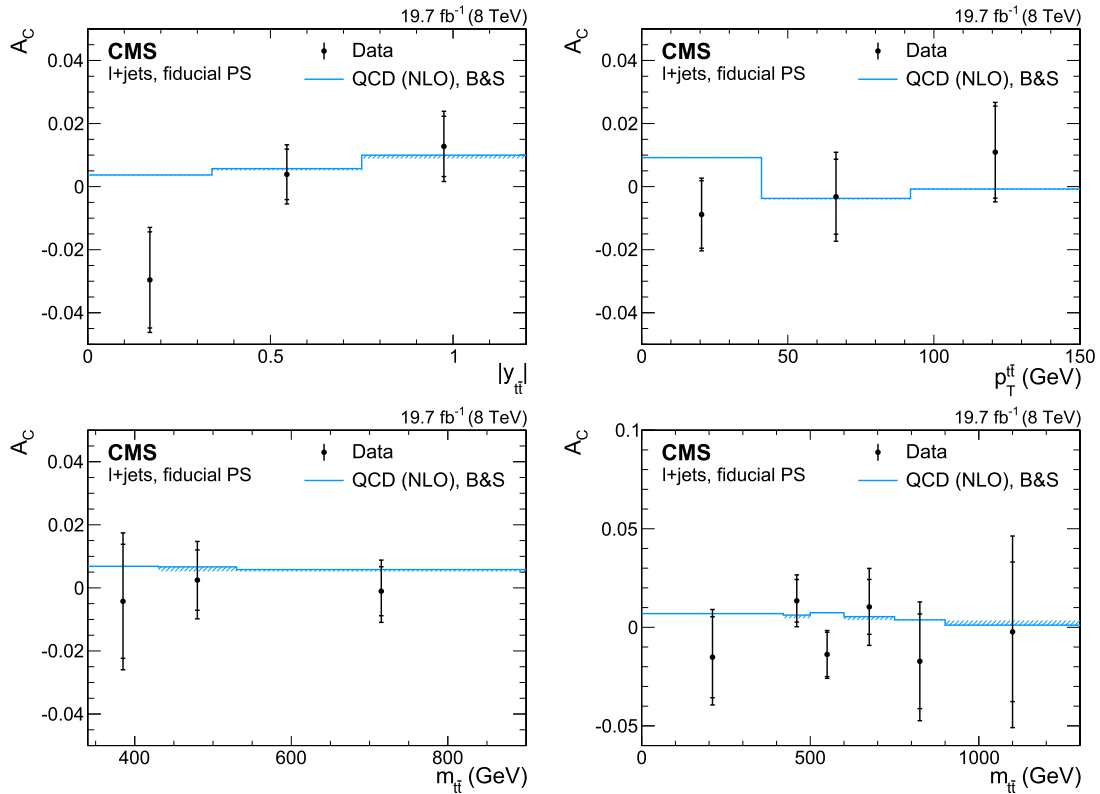 19.7 fb⁻¹ (8 TeV)
A_C
CMS
l+jets, fiducial PS
Data
QCD (NLO), B&S
0.04
0.02
0
-0.02
-0.04
0 0.5 1
|y_tt̄|
19.7 fb⁻¹ (8 TeV)
A_C
CMS
l+jets, fiducial PS
Data
QCD (NLO), B&S
0.04
0.02
0
-0.02
-0.04
0 50 100 150
p_T^tt̄ (GeV)
19.7 fb⁻¹ (8 TeV)
A_C
CMS
l+jets, fiducial PS
Data
QCD (NLO), B&S
0.04
0.02
0
-0.02
-0.04
400 600 800
m_tt̄ (GeV)
19.7 fb⁻¹ (8 TeV)
A_C
CMS
l+jets, fiducial PS
Data
QCD (NLO), B&S
0.1
0.05
0
-0.05
0 500 1000
m_tt̄ (GeV)